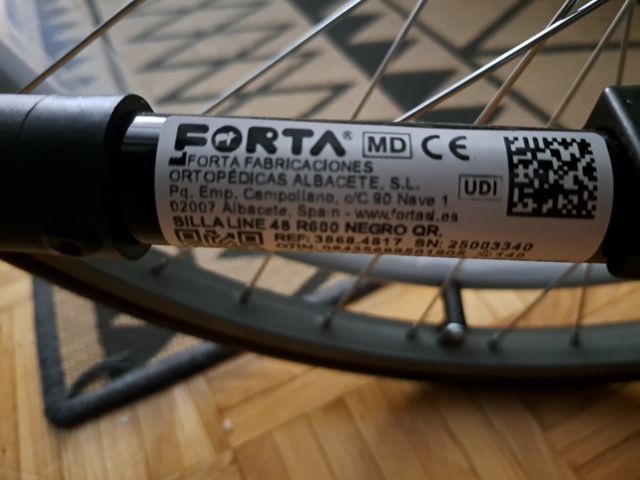 FORTA® MD CE
FORTA FABRICACIONES
ORTOPÉDICAS ALBACETE, S.L.
Pq. Emp. Campollano, c/C 90 Nave 1
02007 Albacete, Spain - www.fortasl.es
UDI
SILLA LINE 48 R600 NEGRO QR.
REF: 3868.4817 SN: 25003340
140